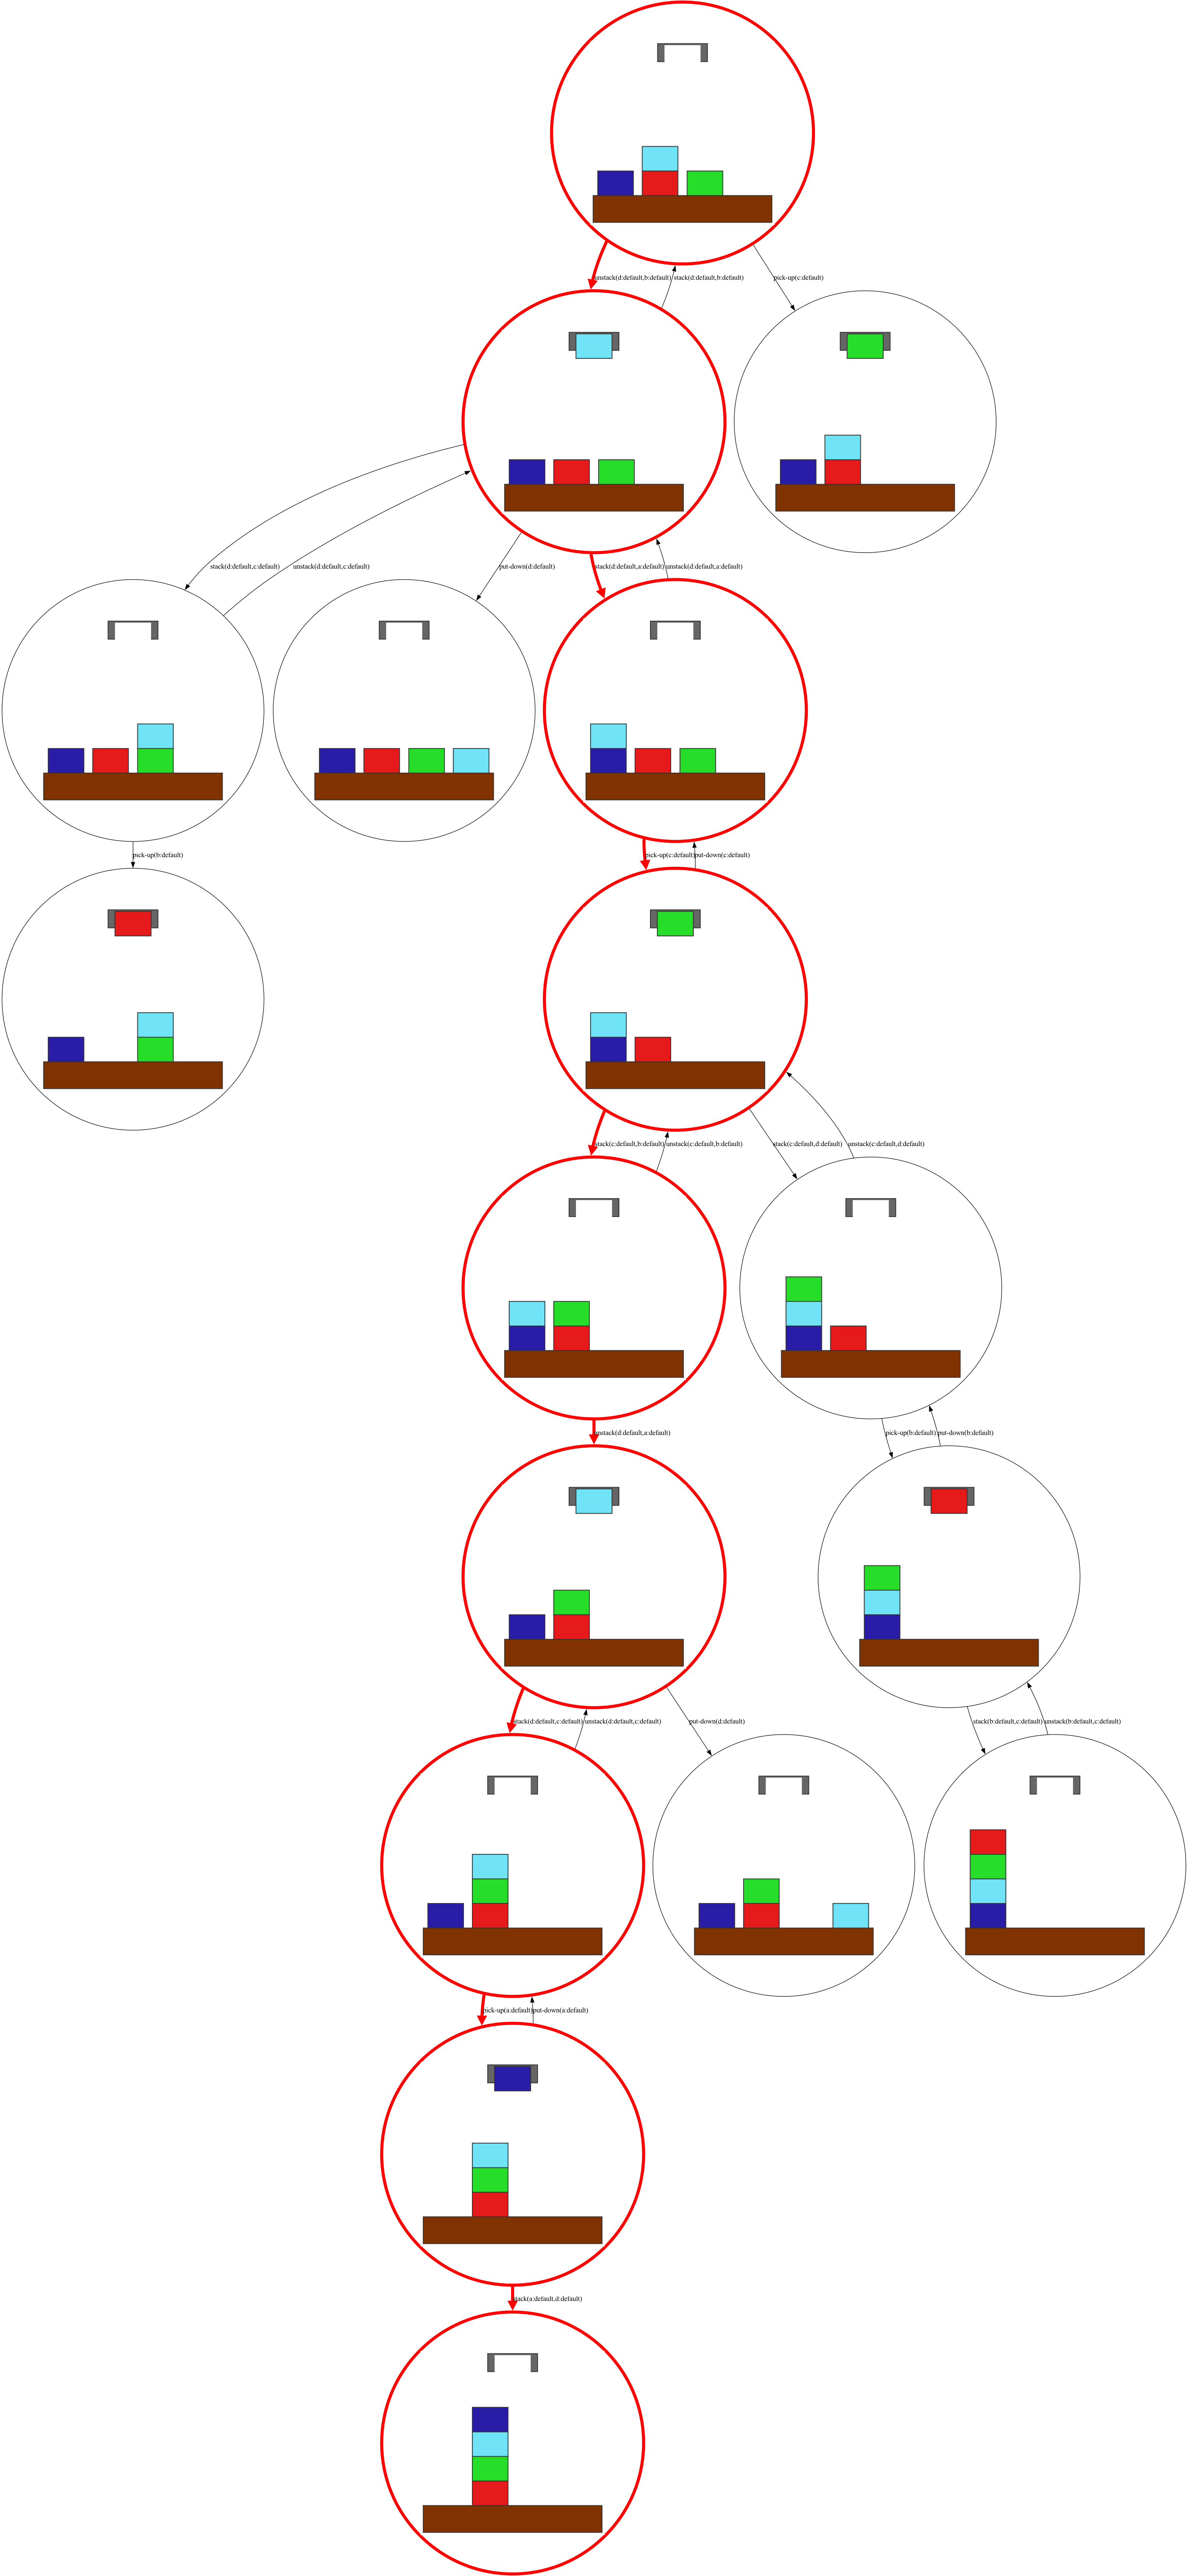 unstack(d:default,b:default)
stack(d:default,b:default)
pick-up(c:default)
stack(d:default,c:default)
unstack(d:default,c:default)
put-down(d:default)
stack(d:default,a:default)
unstack(d:default,a:default)
pick-up(b:default)
pick-up(c:default)
put-down(c:default)
stack(c:default,b:default)
unstack(c:default,b:default)
stack(c:default,d:default)
unstack(c:default,d:default)
unstack(d:default,a:default)
pick-up(b:default)
put-down(b:default)
stack(d:default,c:default)
unstack(d:default,c:default)
put-down(d:default)
stack(b:default,c:default)
unstack(b:default,c:default)
pick-up(a:default)
put-down(a:default)
stack(a:default,d:default)